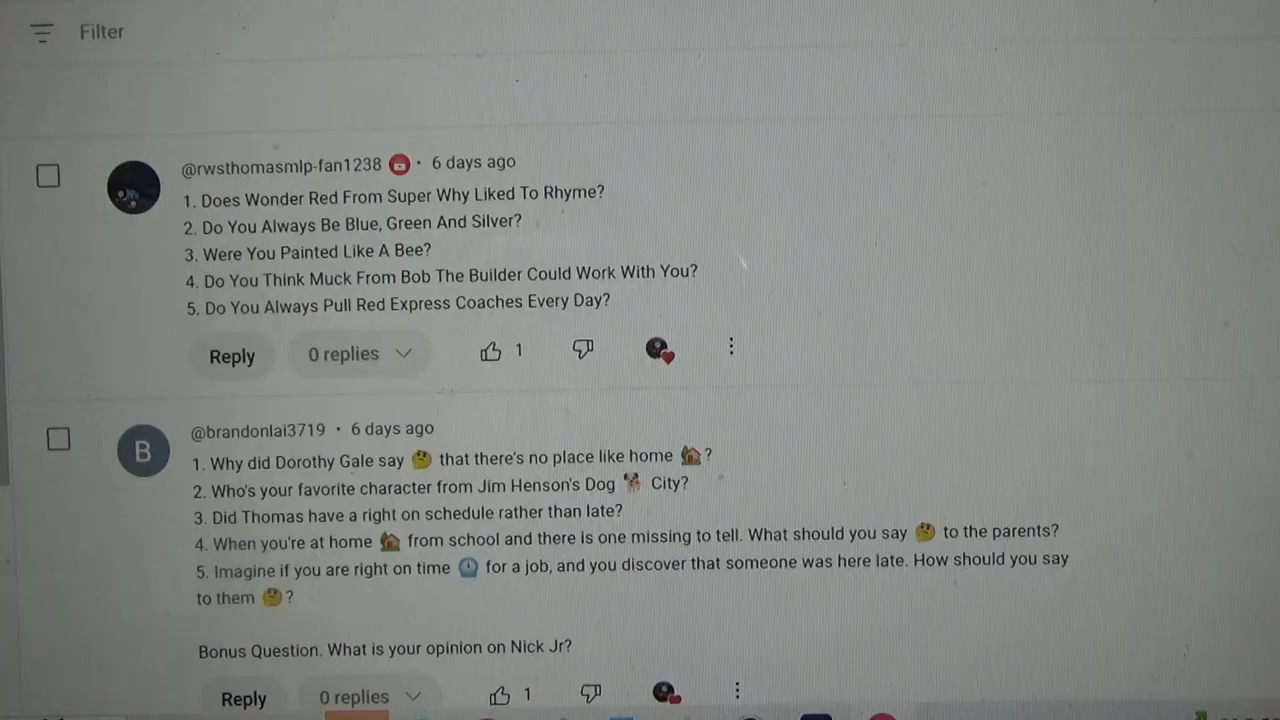 Filter
@rwsthomasmlp-fan1238 · 6 days ago
1. Does Wonder Red From Super Why Liked To Rhyme?
2. Do You Always Be Blue, Green And Silver?
3. Were You Painted Like A Bee?
4. Do You Think Muck From Bob The Builder Could Work With You?
5. Do You Always Pull Red Express Coaches Every Day?
Reply 0 replies 1
B
@brandonlai3719 · 6 days ago
1. Why did Dorothy Gale say 🤔 that there's no place like home 🏡?
2. Who's your favorite character from Jim Henson's Dog 🐕 City?
3. Did Thomas have a right on schedule rather than late?
4. When you're at home 🏡 from school and there is one missing to tell. What should you say 🤔 to the parents?
5. Imagine if you are right on time 🕛 for a job, and you discover that someone was here late. How should you say
to them 🤔?
Bonus Question. What is your opinion on Nick Jr?
Reply 0 replies 1